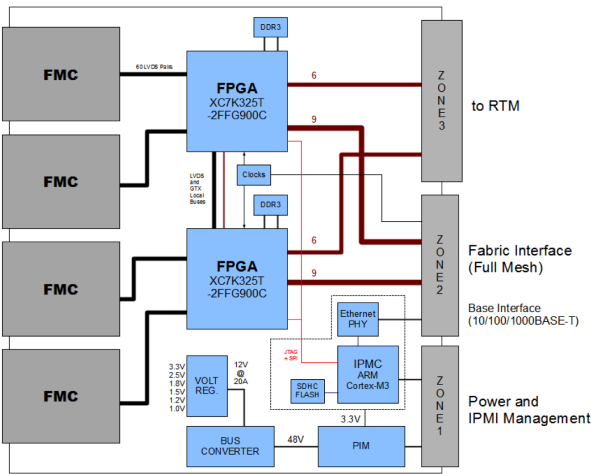 FMC
FMC
FMC
FMC
60 LVDS Pairs
FPGA
XC7K325T
-2FFG900C
DDR3
6
9
LVDS
and
GTX
Local
Buses
Clocks
DDR3
FPGA
XC7K325T
-2FFG900C
6
9
ZONE3
to RTM
ZONE2
Fabric Interface
(Full Mesh)
Base Interface
(10/100/1000BASE-T)
Ethernet
PHY
JTAG
+ SPI
IPMC
ARM
Cortex-M3
SDHC
FLASH
ZONE1
Power and
IPMI Management
3.3V
2.5V
1.8V
1.5V
1.2V
1.0V
VOLT
REG.
12V
@
20A
3.3V
BUS
CONVERTER
48V
PIM